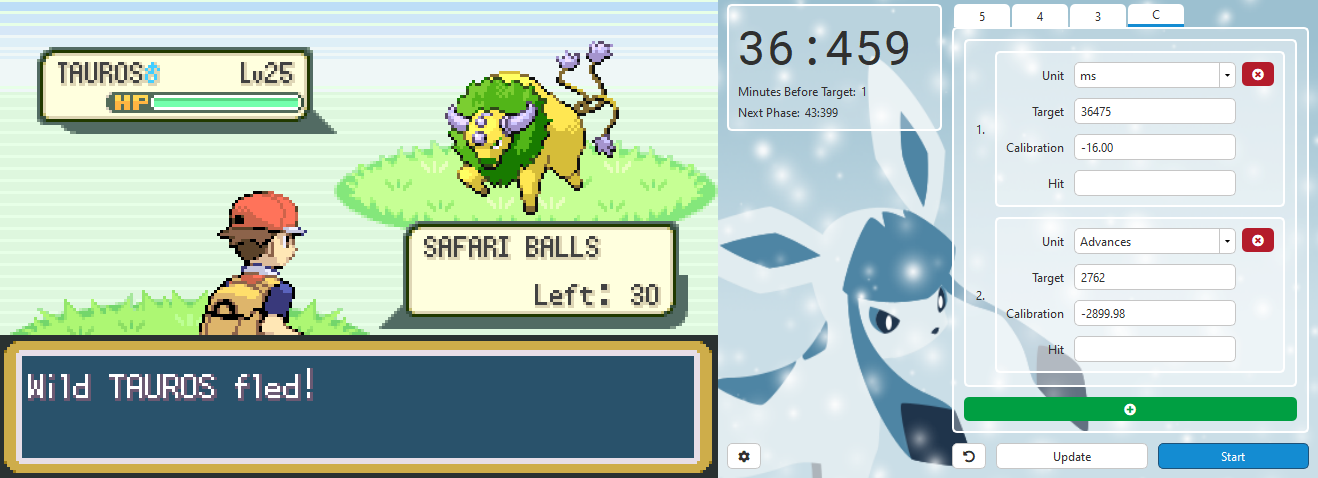 TAUROS♂ Lv25
HP
SAFARI BALLS
Left: 30
Wild TAUROS fled!
36:459
Minutes Before Target: 1
Next Phase: 43:399
5 4 3 C
1.
Unit ms
Target 36475
Calibration -16.00
Hit
2.
Unit Advances
Target 2762
Calibration -2899.98
Hit
Update Start